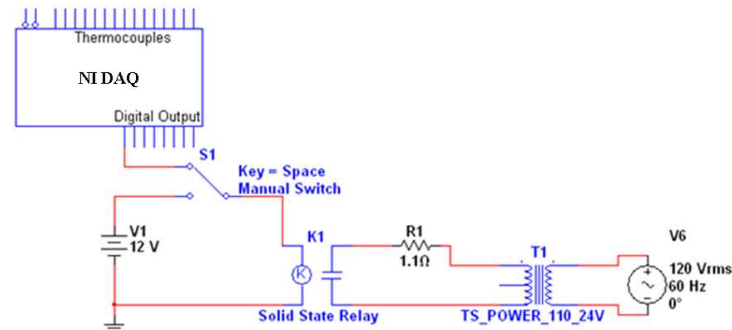 Thermocouples
NI DAQ
Digital Output
S1
Key = Space
Manual Switch
V1
12 V
K1
K
Solid State Relay
R1
1.1Ω
T1
TS_POWER_110_24V
V6
120 Vrms
60 Hz
0°